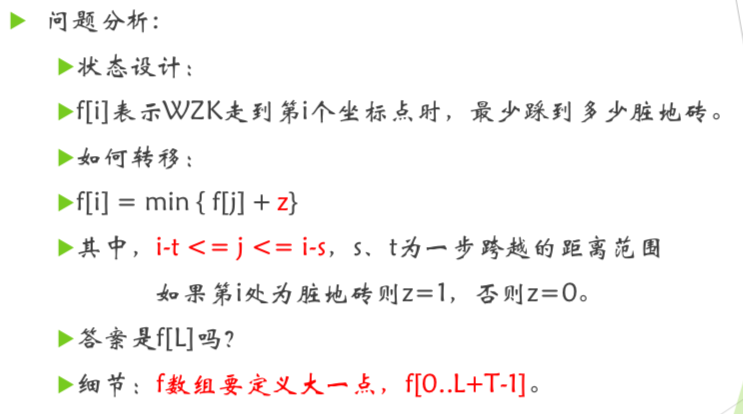 问题分析：
状态设计：
f[i]表示WZK走到第i个坐标点时，最少踩到多少脏地砖。
如何转移：
f[i] = min { f[j] + z}
其中，i-t <= j <= i-s，s、t为一步跨越的距离范围
如果第i处为脏地砖则z=1，否则z=0。
答案是f[L]吗？
细节：f数组要定义大一点，f[0..L+T-1]。